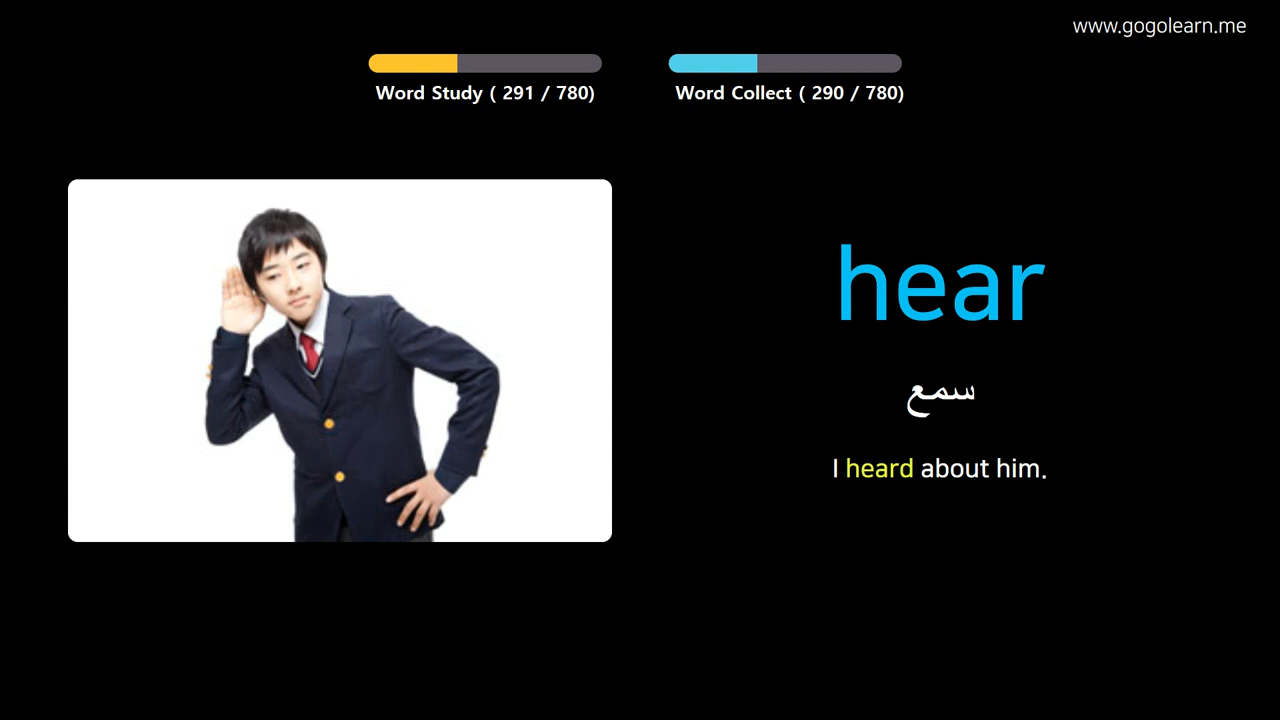 www.gogolearn.me
Word Study ( 291 / 780)
Word Collect ( 290 / 780)
hear
سمع
I heard about him.